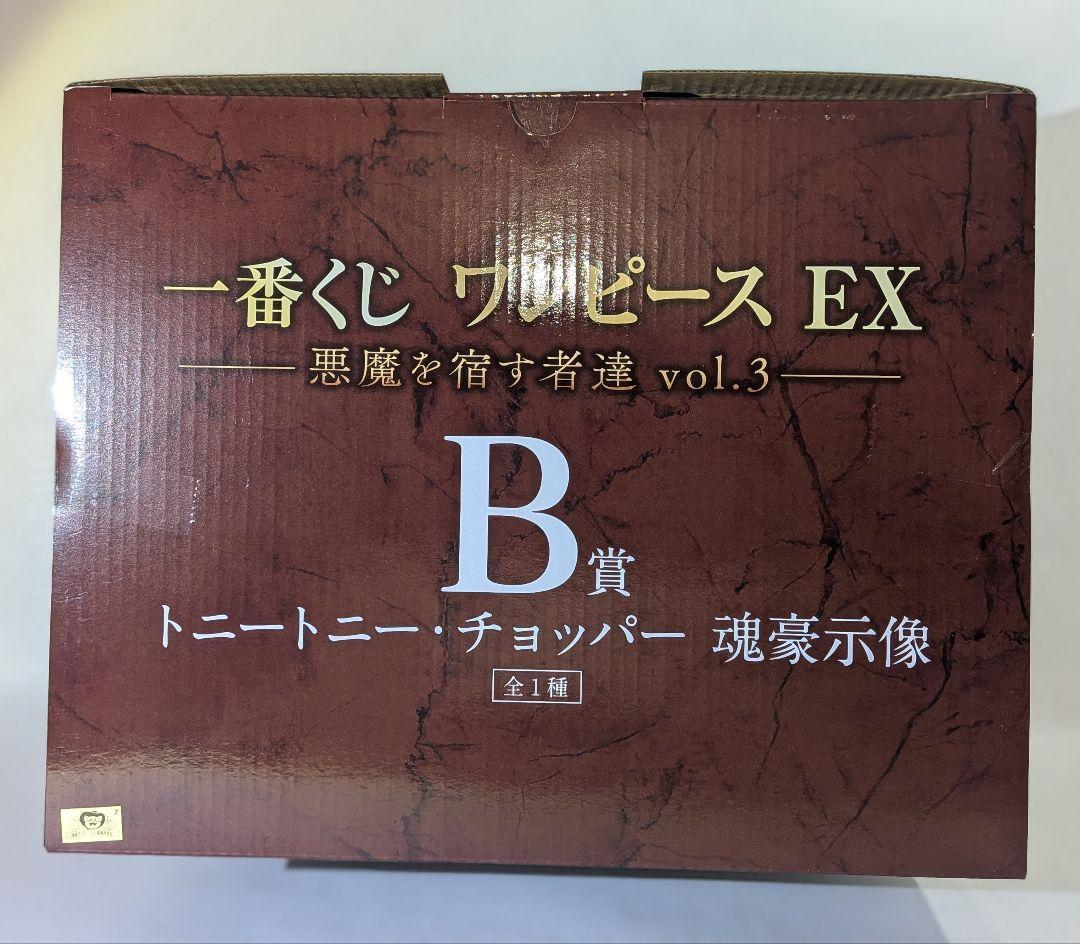 一番くじ ワンピース EX
悪魔を宿す者達 vol.3
B賞
トニートニー・チョッパー 魂豪示像
全1種